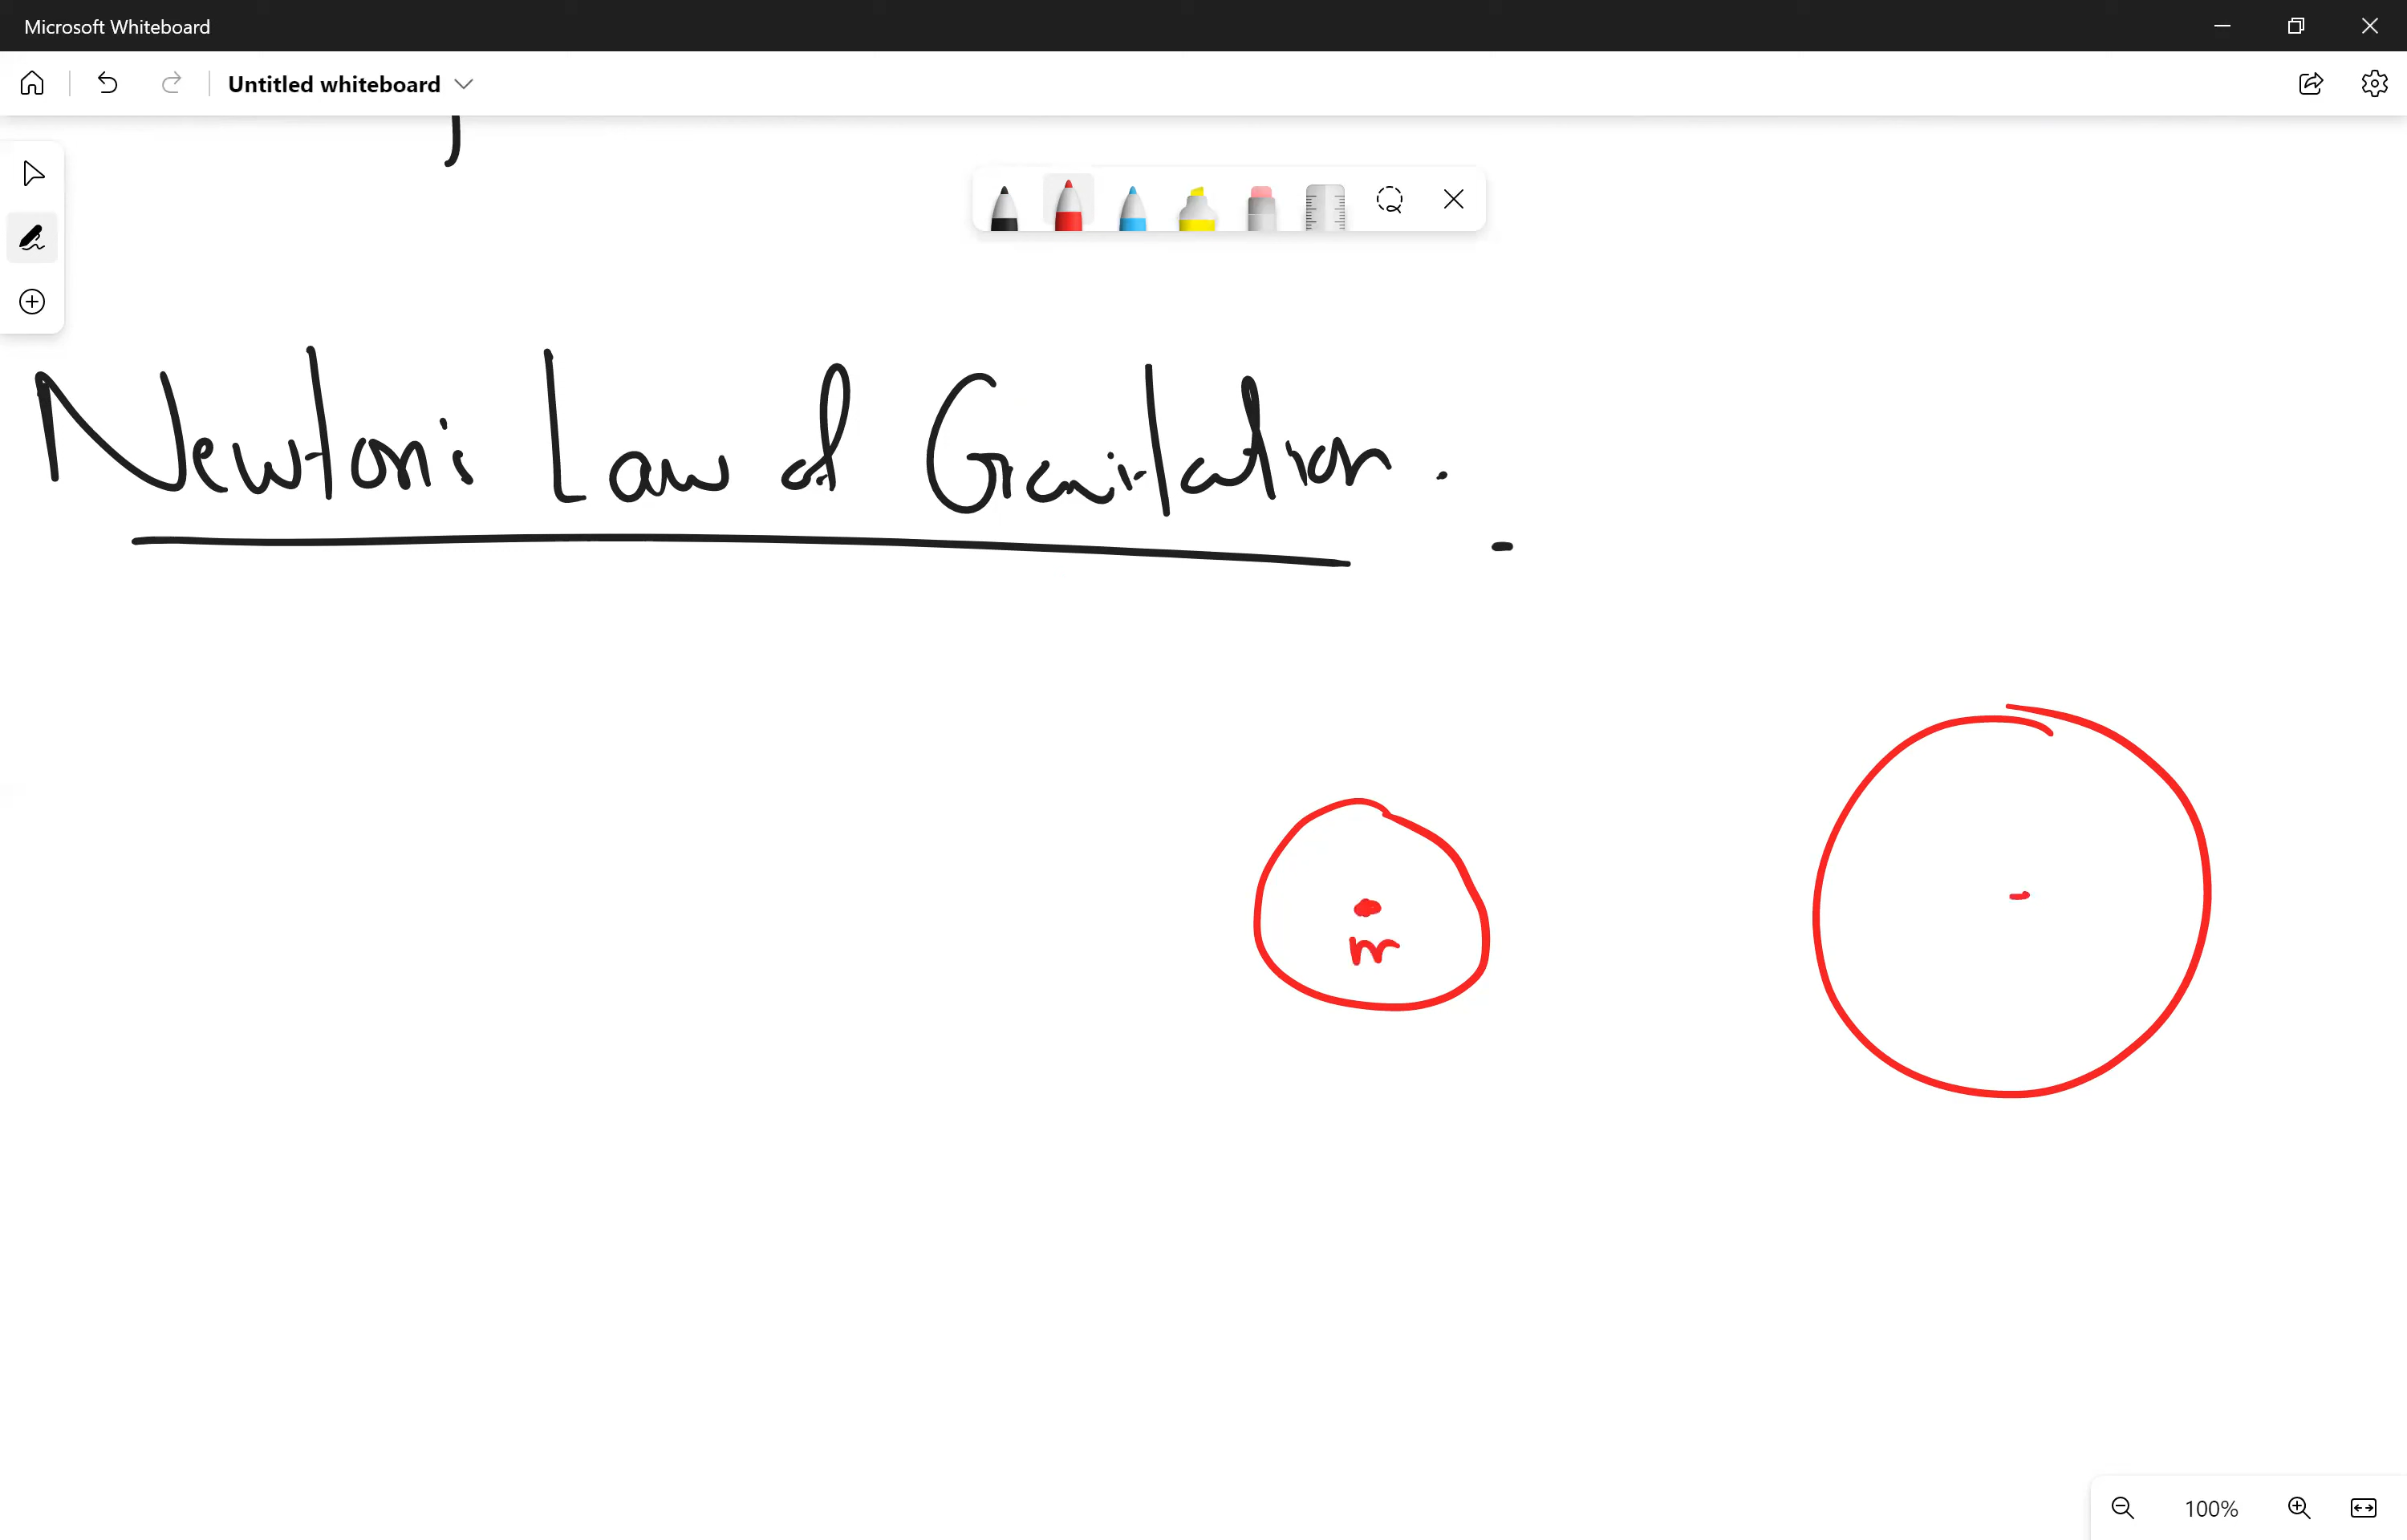 Microsoft Whiteboard
Untitled whiteboard
Newton's Law of Gravitation.
m
100%